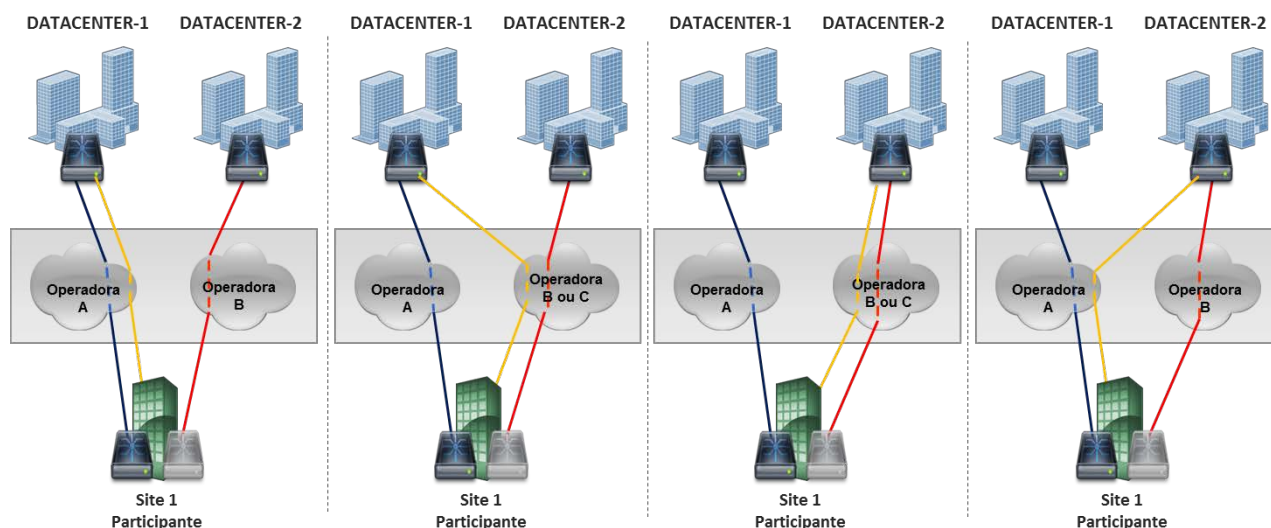 DATACENTER-1 DATACENTER-2
Operadora
A
Operadora
B
Site 1
Participante
DATACENTER-1 DATACENTER-2
Operadora
A
Operadora
B ou C
Site 1
Participante
DATACENTER-1 DATACENTER-2
Operadora
A
Operadora
B ou C
Site 1
Participante
DATACENTER-1 DATACENTER-2
Operadora
A
Operadora
B
Site 1
Participante